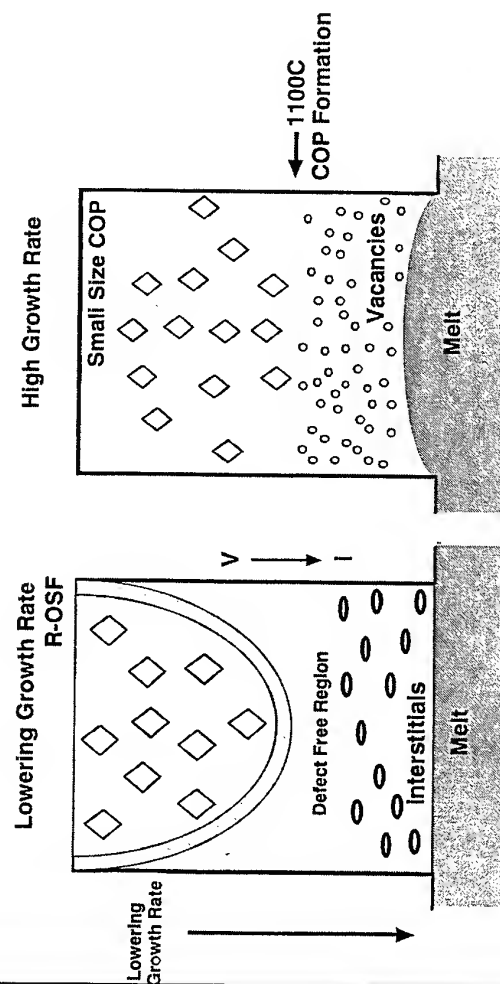 Lowering Growth Rate
R-OSF
Lowering
Growth Rate
Defect Free Region
V
I
Interstitials
Melt
High Growth Rate
Small Size COP
1100C
COP Formation
Vacancies
Melt